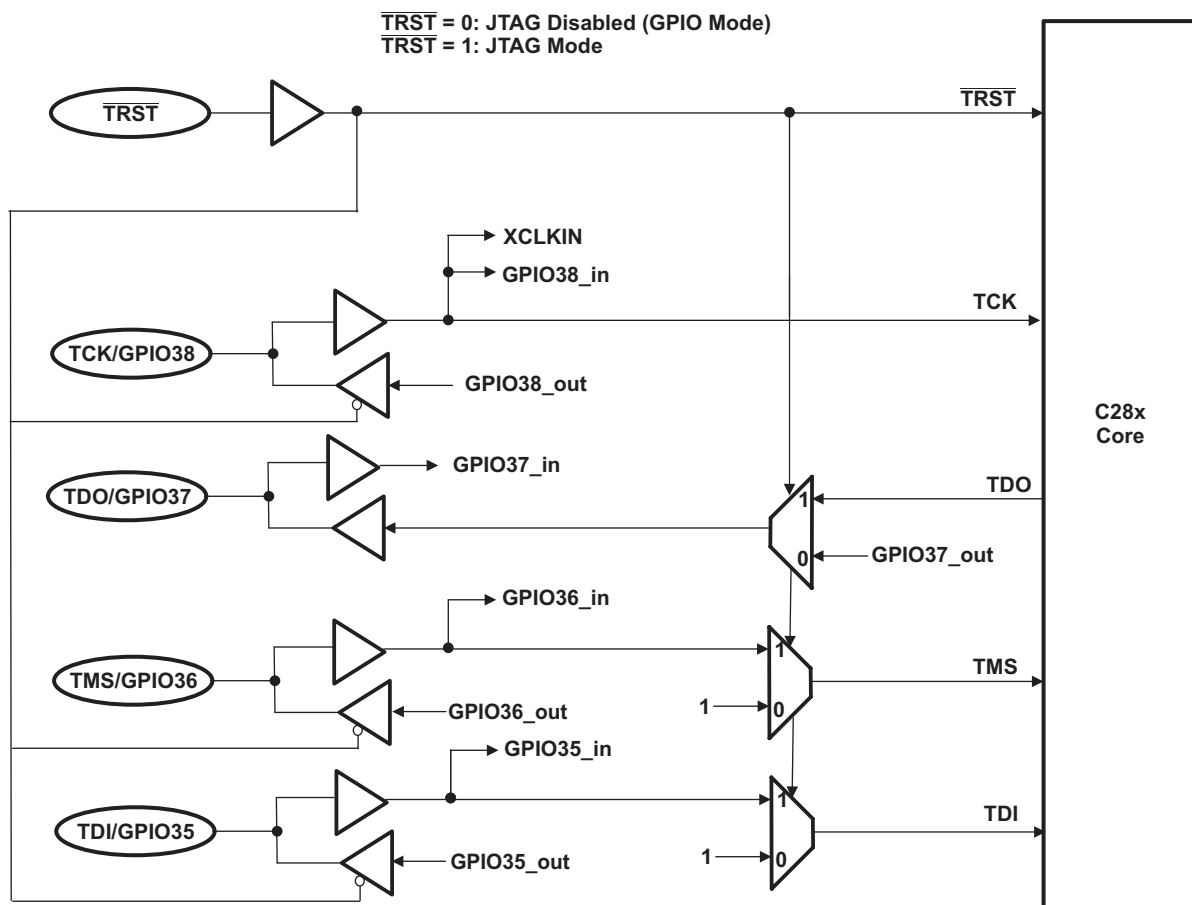 TRST = 0: JTAG Disabled (GPIO Mode)
TRST = 1: JTAG Mode
TRST
TRST
XCLKIN
GPIO38_in
TCK
TCK/GPIO38
GPIO38_out
C28x
Core
GPIO37_in
TDO/GPIO37
1
TDO
0
GPIO37_out
GPIO36_in
1
TMS/GPIO36
TMS
GPIO36_out
1
0
GPIO35_in
1
TDI/GPIO35
TDI
GPIO35_out
1
0